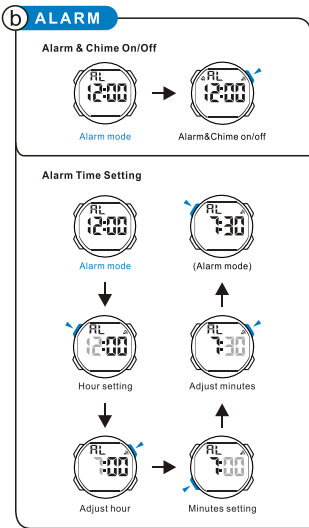 b ALARM
Alarm & Chime On/Off
AL
12:00
AL
12:00
Alarm mode
Alarm&Chime on/off
Alarm Time Setting
AL
12:00
Alarm mode
AL
12:00
Hour setting
AL
7:00
Adjust hour
AL
7:00
Minutes setting
AL
7:30
Adjust minutes
AL
7:30
(Alarm mode)